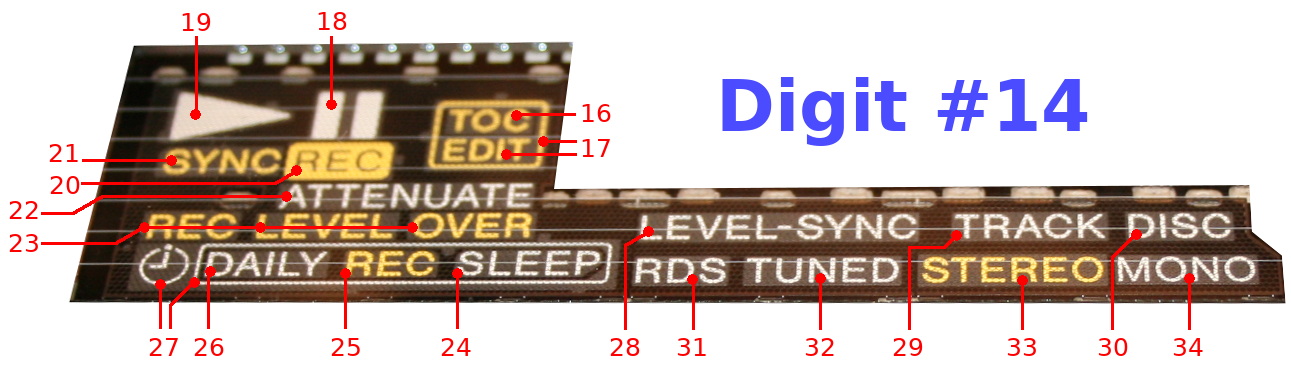 19 18
Digit #14
TOC 16
EDIT 17
21 SYNC REC
20
22 ATTENUATE
23 REC LEVEL OVER LEVEL-SYNC TRACK DISC
DAILY REC SLEEP RDS TUNED STEREO MONO
27 26 25 24 28 31 32 29 33 30 34